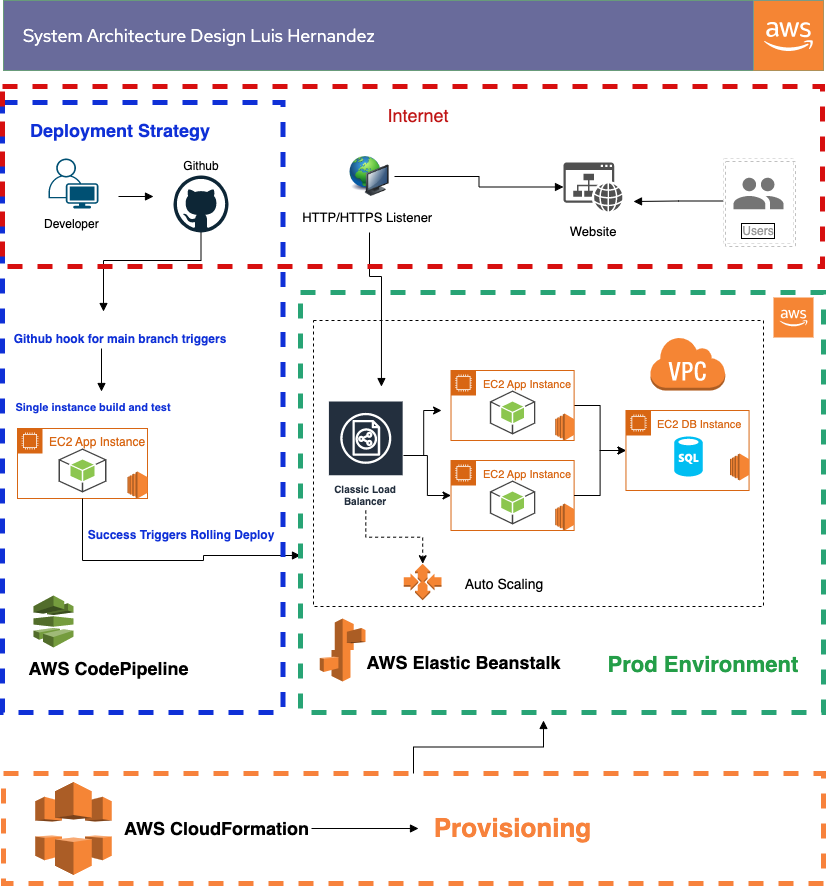 System Architecture Design Luis Hernandez
aws
Internet
Deployment Strategy
Github
Developer
HTTP/HTTPS Listener
Website
Users
aws
Github hook for main branch triggers
VPC
EC2 App Instance
Single instance build and test
EC2 DB Instance
SQL
EC2 App Instance
EC2 App Instance
Classic Load
Balancer
Success Triggers Rolling Deploy
Auto Scaling
AWS CodePipeline
AWS Elastic Beanstalk
Prod Environment
AWS CloudFormation
Provisioning